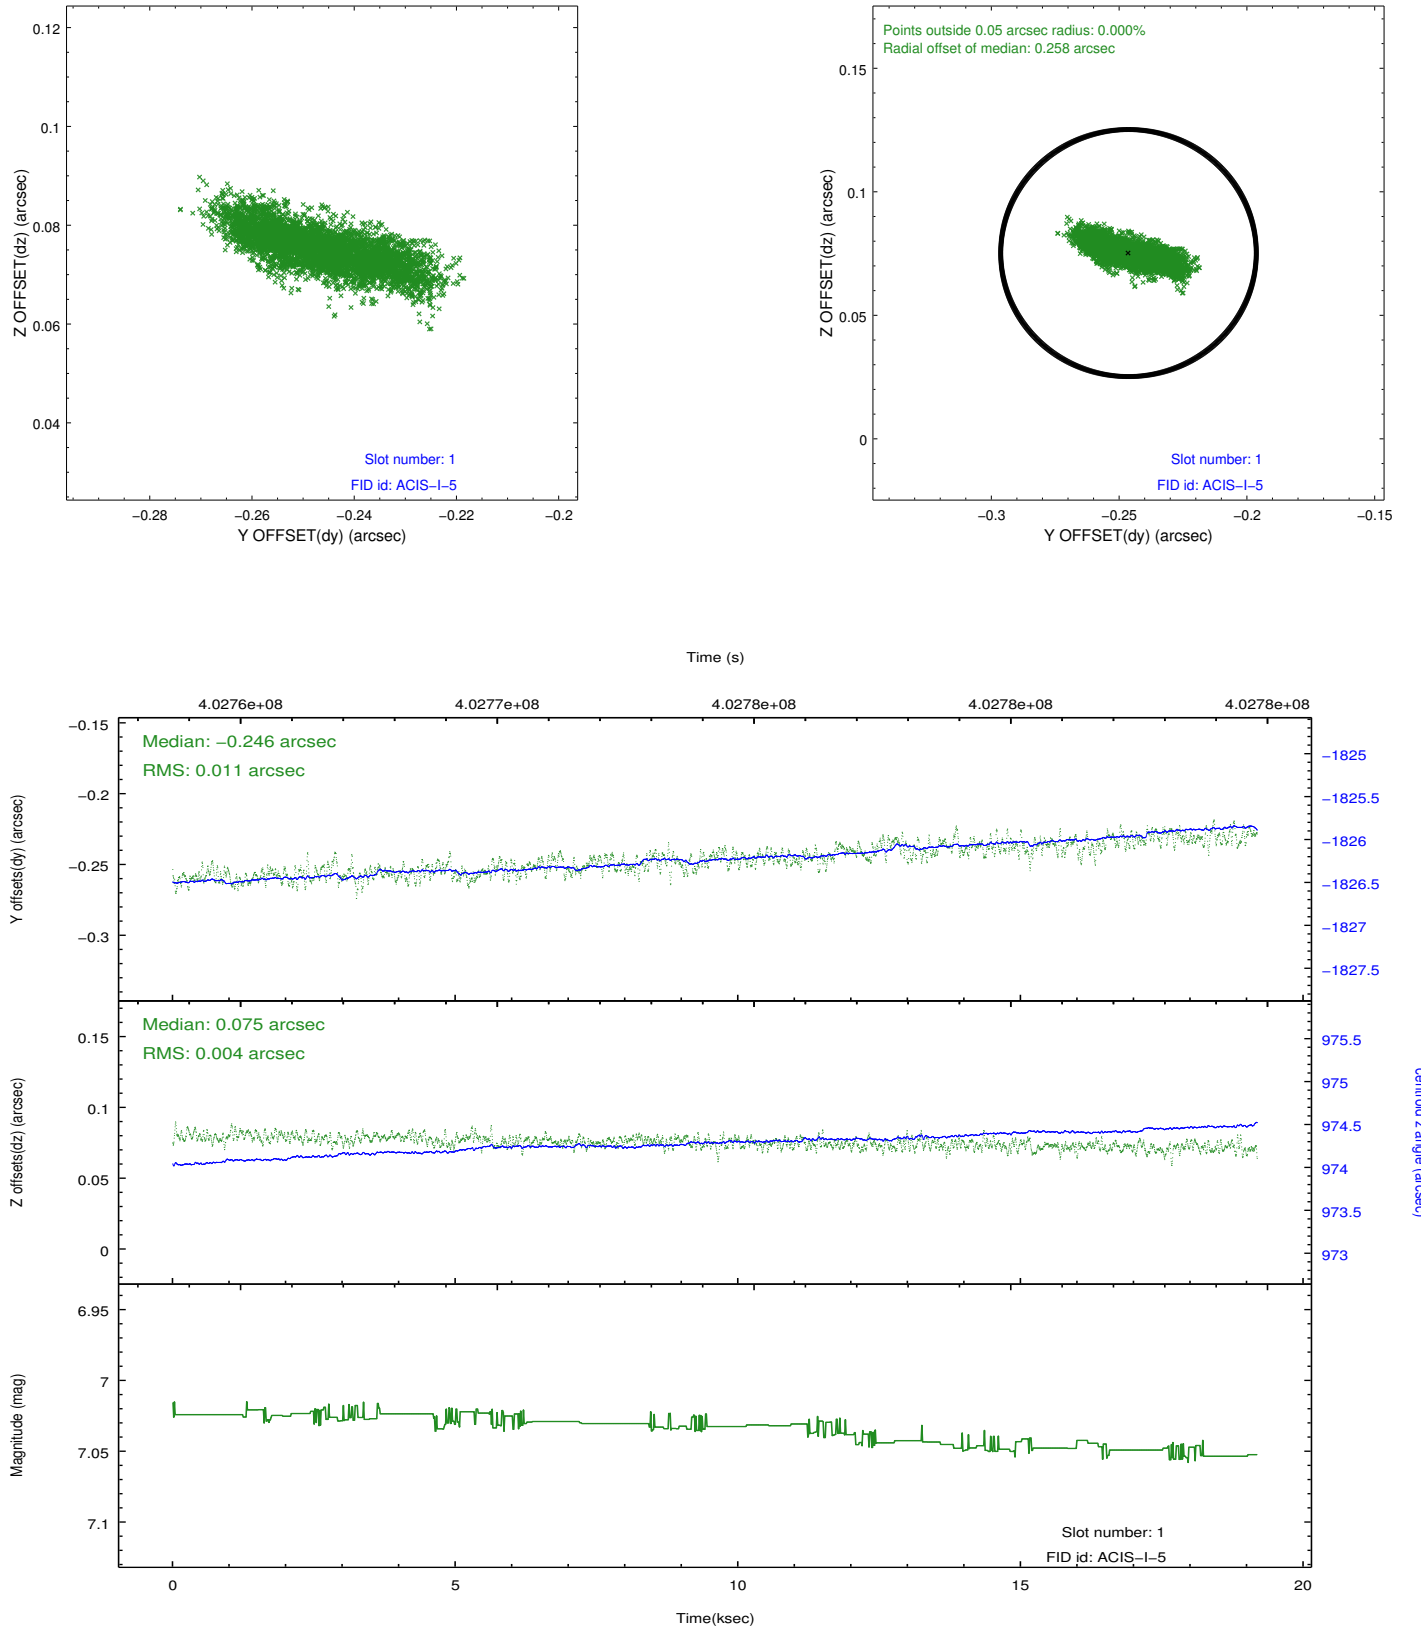 0.12
0.1
0.08
0.06
0.04
Z OFFSET(dz) (arcsec)
Slot number: 1
FID id: ACIS−I−5
−0.28
−0.26
−0.24
−0.22
−0.2
Y OFFSET(dy) (arcsec)
Points outside 0.05 arcsec radius: 0.000%
Radial offset of median: 0.258 arcsec
0.15
0.1
0.05
0
Z OFFSET(dz) (arcsec)
Slot number: 1
FID id: ACIS−I−5
−0.3
−0.25
−0.2
−0.15
Y OFFSET(dy) (arcsec)
Time (s)
4.0276e+08
4.0277e+08
4.0278e+08
4.0278e+08
4.0278e+08
−0.15
−0.2
−0.25
−0.3
Y offsets(dy) (arcsec)
Median: −0.246 arcsec
RMS: 0.011 arcsec
−1825
−1825.5
−1826
−1826.5
−1827
−1827.5
0.15
0.1
0.05
0
Z offsets(dz) (arcsec)
Median: 0.075 arcsec
RMS: 0.004 arcsec
975.5
975
974.5
974
973.5
973
centroid z angle (arcsec)
6.95
7
7.05
7.1
Magnitude (mag)
Slot number: 1
FID id: ACIS−I−5
0
5
10
15
20
Time(ksec)